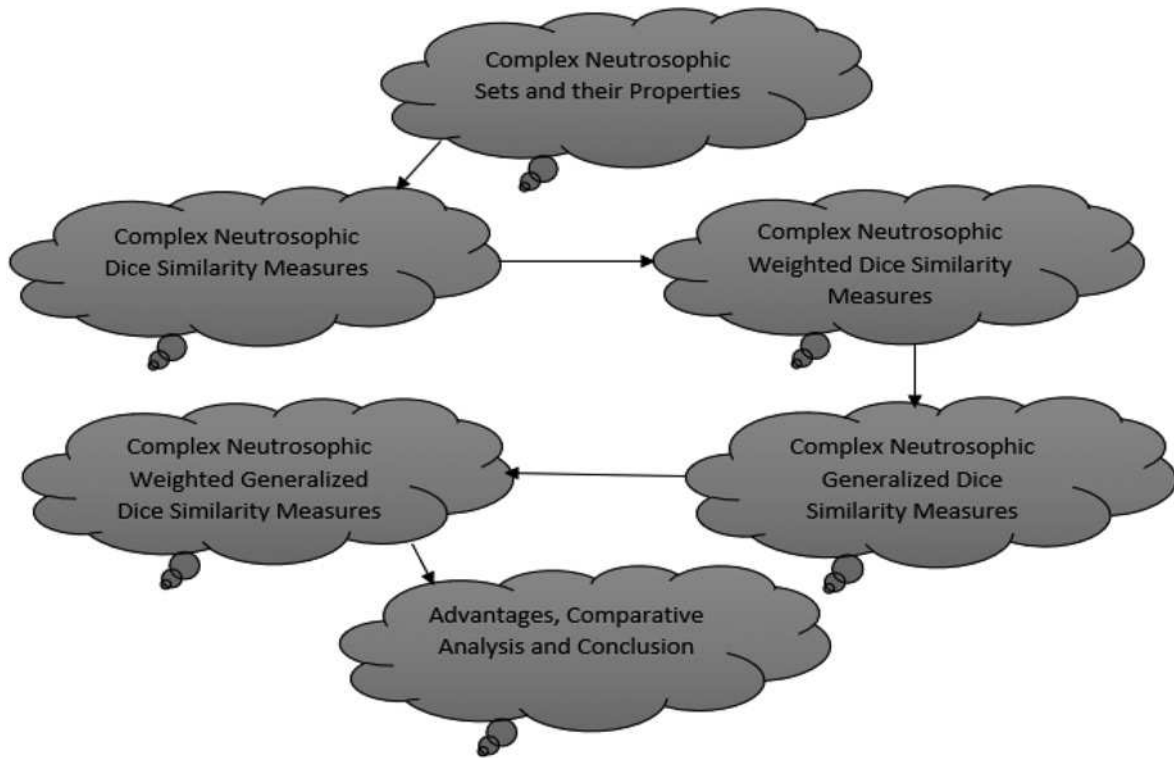 Complex Neutrosophic
Sets and their Properties
Complex Neutrosophic
Dice Similarity Measures
Complex Neutrosophic
Weighted Dice Similarity
Measures
Complex Neutrosophic
Generalized Dice
Similarity Measures
Complex Neutrosophic
Weighted Generalized
Dice Similarity Measures
Advantages, Comparative
Analysis and Conclusion